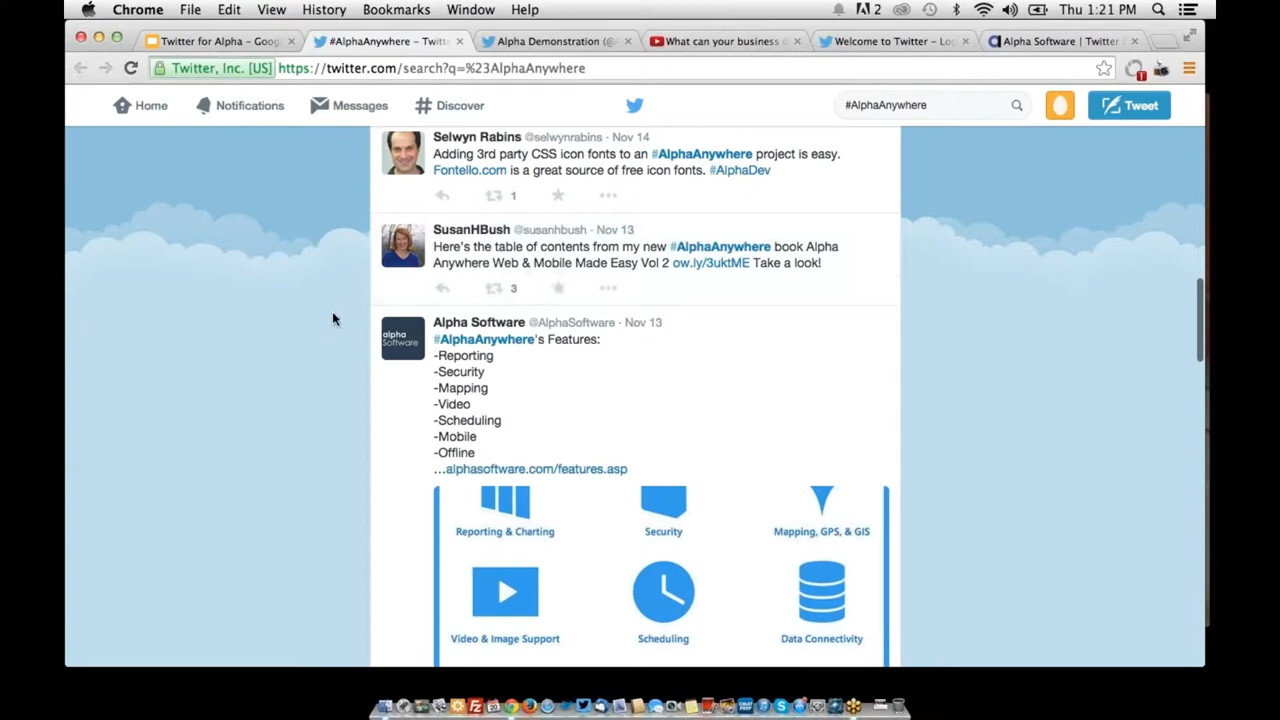 Chrome File Edit View History Bookmarks Window Help 2 Thu 1:21 PM
Twitter for Alpha – Goog #AlphaAnywhere – Twitte Alpha Demonstration (@A What can your business d Welcome to Twitter – Lo Alpha Software | Twitter
Twitter, Inc. [US] https://twitter.com/search?q=%23AlphaAnywhere
Home Notifications Messages Discover #AlphaAnywhere Tweet
Selwyn Rabins @selwynrabins · Nov 14
Adding 3rd party CSS icon fonts to an #AlphaAnywhere project is easy.
Fontello.com is a great source of free icon fonts. #AlphaDev
1
SusanHBush @susanhbush · Nov 13
Here's the table of contents from my new #AlphaAnywhere book Alpha
Anywhere Web & Mobile Made Easy Vol 2 ow.ly/3uktME Take a look!
3
alpha
software
Alpha Software @AlphaSoftware · Nov 13
#AlphaAnywhere's Features:
-Reporting
-Security
-Mapping
-Video
-Scheduling
-Mobile
-Offline
…alphasoftware.com/features.asp
Reporting & Charting Security Mapping, GPS, & GIS
Video & Image Support Scheduling Data Connectivity